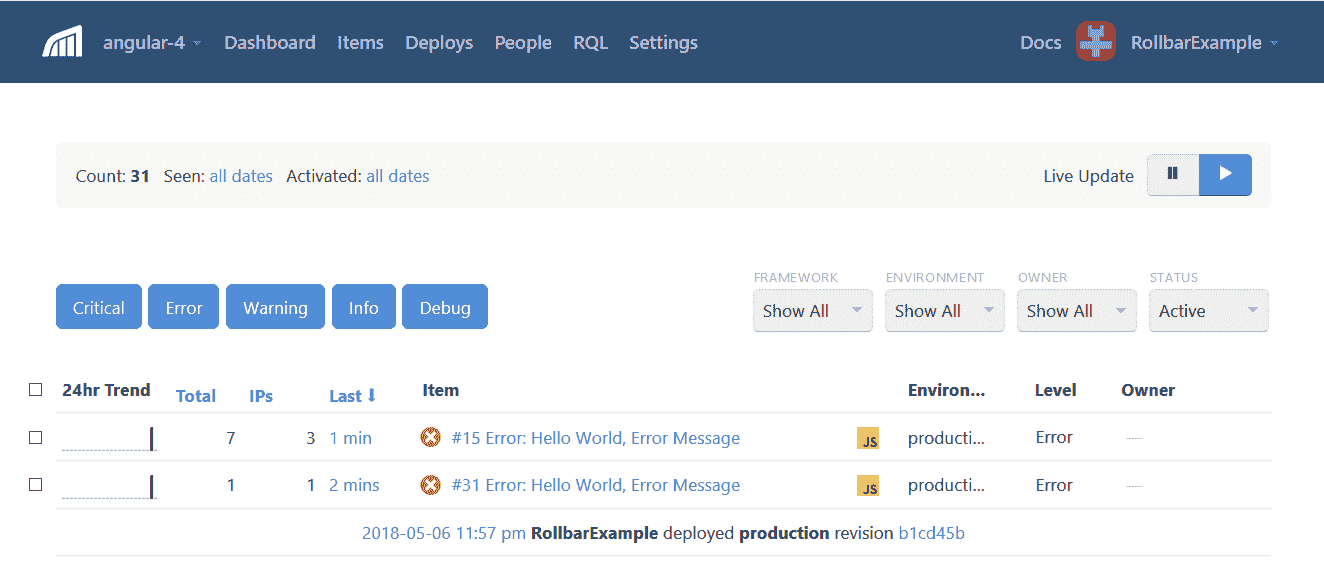 angular-4 Dashboard Items Deploys People RQL Settings Docs RollbarExample
Count: 31 Seen: all dates Activated: all dates Live Update
FRAMEWORK ENVIRONMENT OWNER STATUS
Critical Error Warning Info Debug Show All Show All Show All Active
24hr Trend Total IPs Last Item Environ... Level Owner
7 3 1 min #15 Error: Hello World, Error Message JS producti... Error
1 1 2 mins #31 Error: Hello World, Error Message JS producti... Error
2018-05-06 11:57 pm RollbarExample deployed production revision b1cd45b